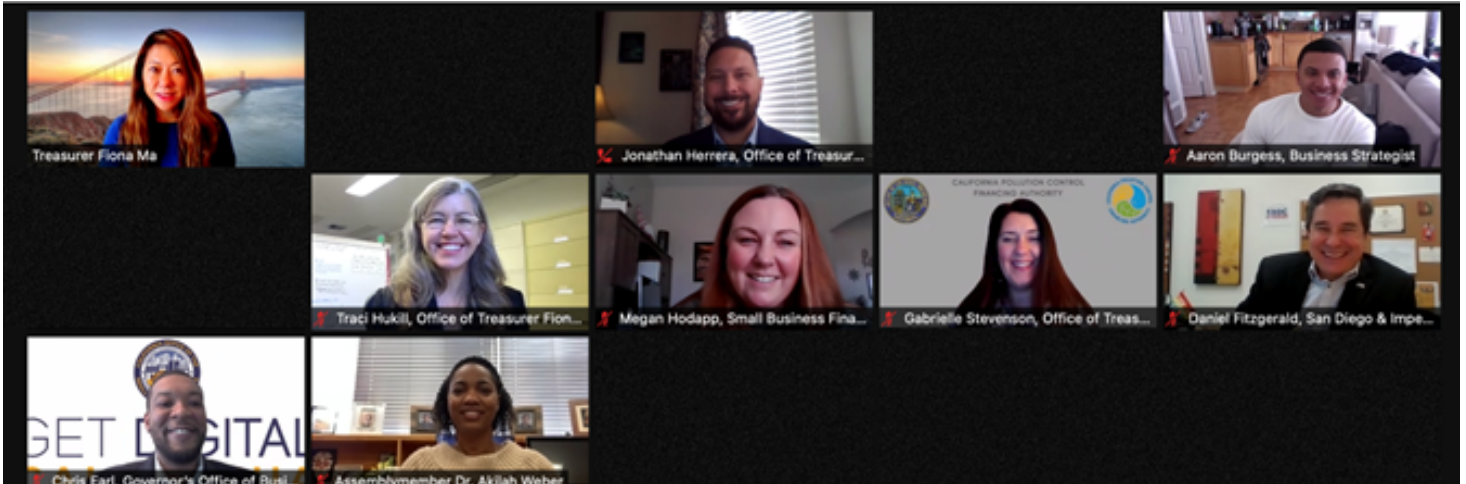 Treasurer Fiona Ma
Jonathan Herrera, Office of Treasur...
Aaron Burgess, Business Strategist
CALIFORNIA POLLUTION CONTROL
FINANCING AUTHORITY
Traci Hukill, Office of Treasurer Fion...
Megan Hodapp, Small Business Fina...
Gabrielle Stevenson, Office of Treas...
Daniel Fitzgerald, San Diego & Impe...
GET DIGITAL
Chris Earl, Governor's Office of Busi...
Assemblymember Dr. Akilah Weber